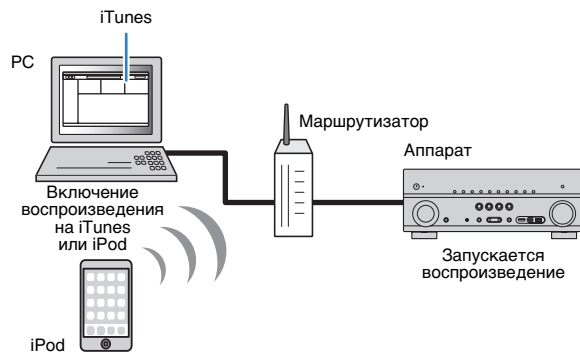 iTunes
PC
Маршрутизатор
Аппарат
Включение
воспроизведения
на iTunes
или iPod
Запускается
воспроизведение
iPod